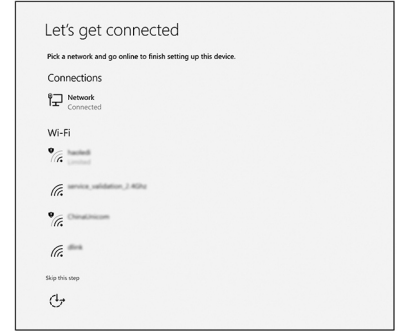 Let's get connected
Pick a network and go online to finish setting up this device.
Connections
Network
Connected
Wi-Fi
Limited
service_validation_2.4Ghz
ChinaUnicom
dlink
Skip this step